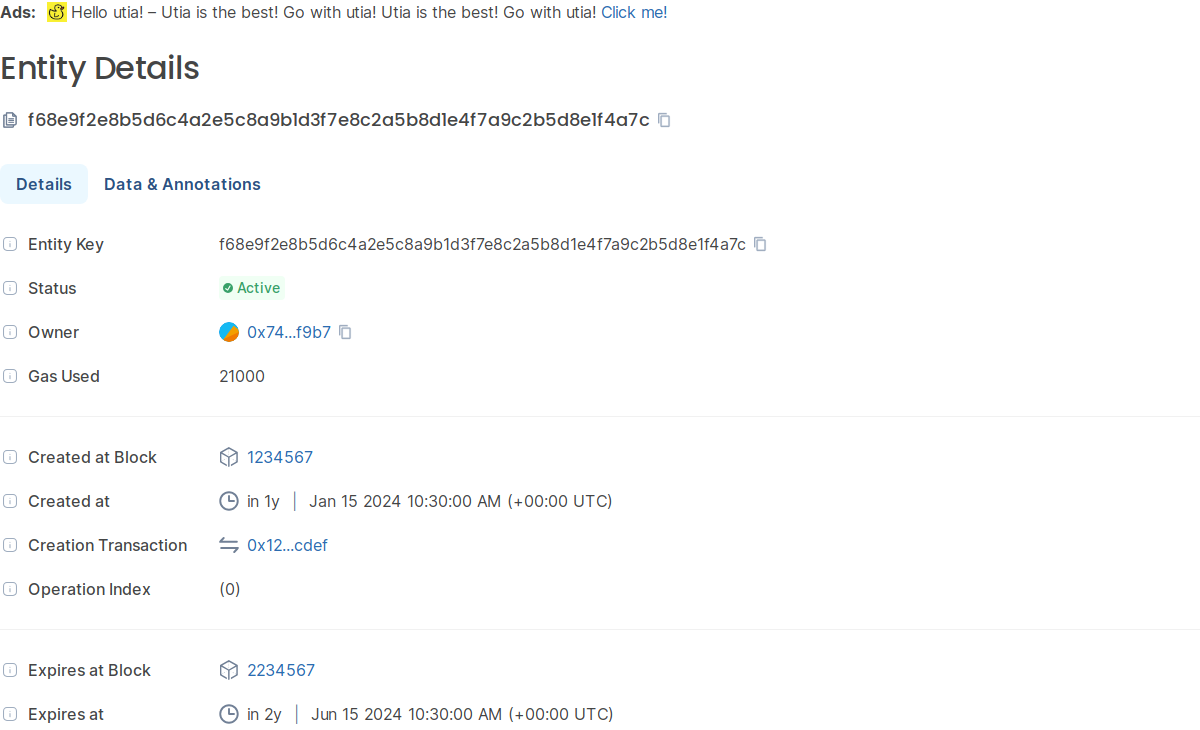 Ads: Hello utia! – Utia is the best! Go with utia! Utia is the best! Go with utia! Click me!
Entity Details
f68e9f2e8b5d6c4a2e5c8a9b1d3f7e8c2a5b8d1e4f7a9c2b5d8e1f4a7c
Details Data & Annotations
Entity Key f68e9f2e8b5d6c4a2e5c8a9b1d3f7e8c2a5b8d1e4f7a9c2b5d8e1f4a7c
Status Active
Owner 0x74...f9b7
Gas Used 21000
Created at Block 1234567
Created at in 1y | Jan 15 2024 10:30:00 AM (+00:00 UTC)
Creation Transaction 0x12...cdef
Operation Index (0)
Expires at Block 2234567
Expires at in 2y | Jun 15 2024 10:30:00 AM (+00:00 UTC)